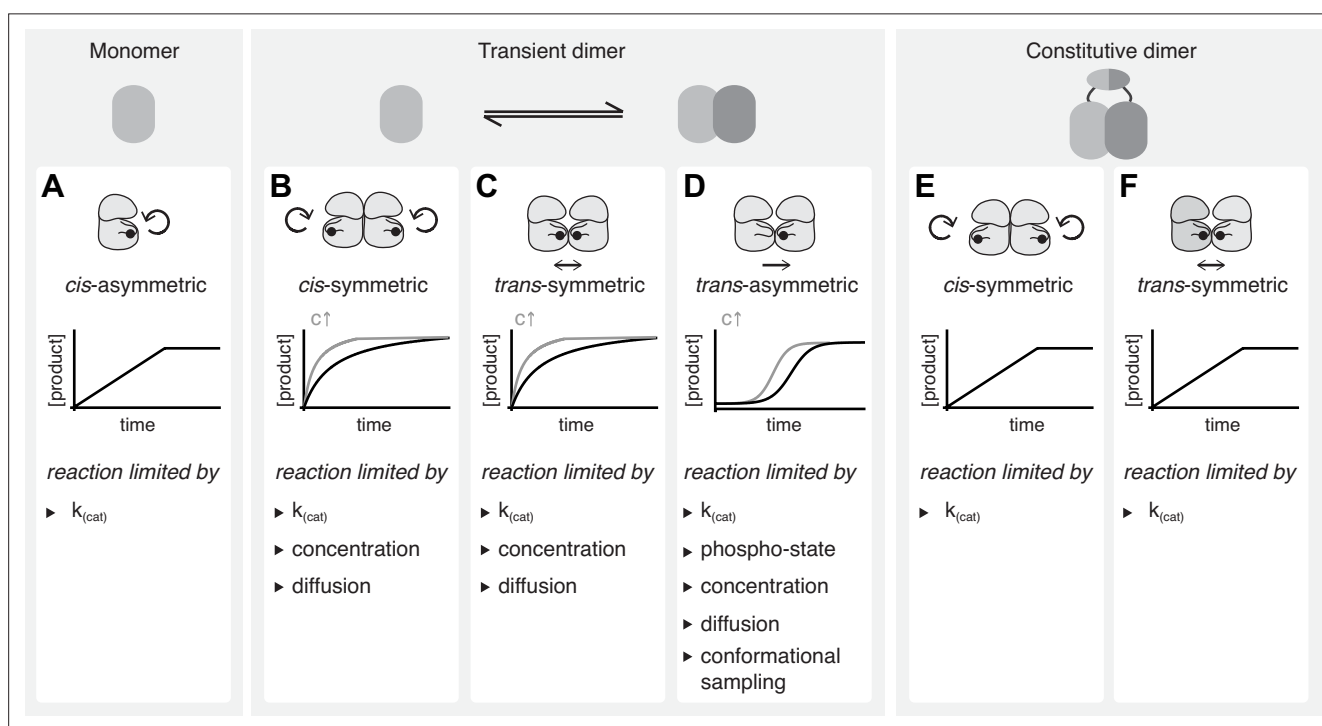 Monomer
Transient dimer
Constitutive dimer
A
cis-asymmetric
[product]
time
reaction limited by
k(cat)
B
cis-symmetric
C↑
[product]
time
reaction limited by
k(cat)
concentration
diffusion
C
trans-symmetric
C↑
[product]
time
reaction limited by
k(cat)
concentration
diffusion
D
trans-asymmetric
C↑
[product]
time
reaction limited by
k(cat)
phospho-state
concentration
diffusion
conformational
sampling
E
cis-symmetric
[product]
time
reaction limited by
k(cat)
F
trans-symmetric
[product]
time
reaction limited by
k(cat)